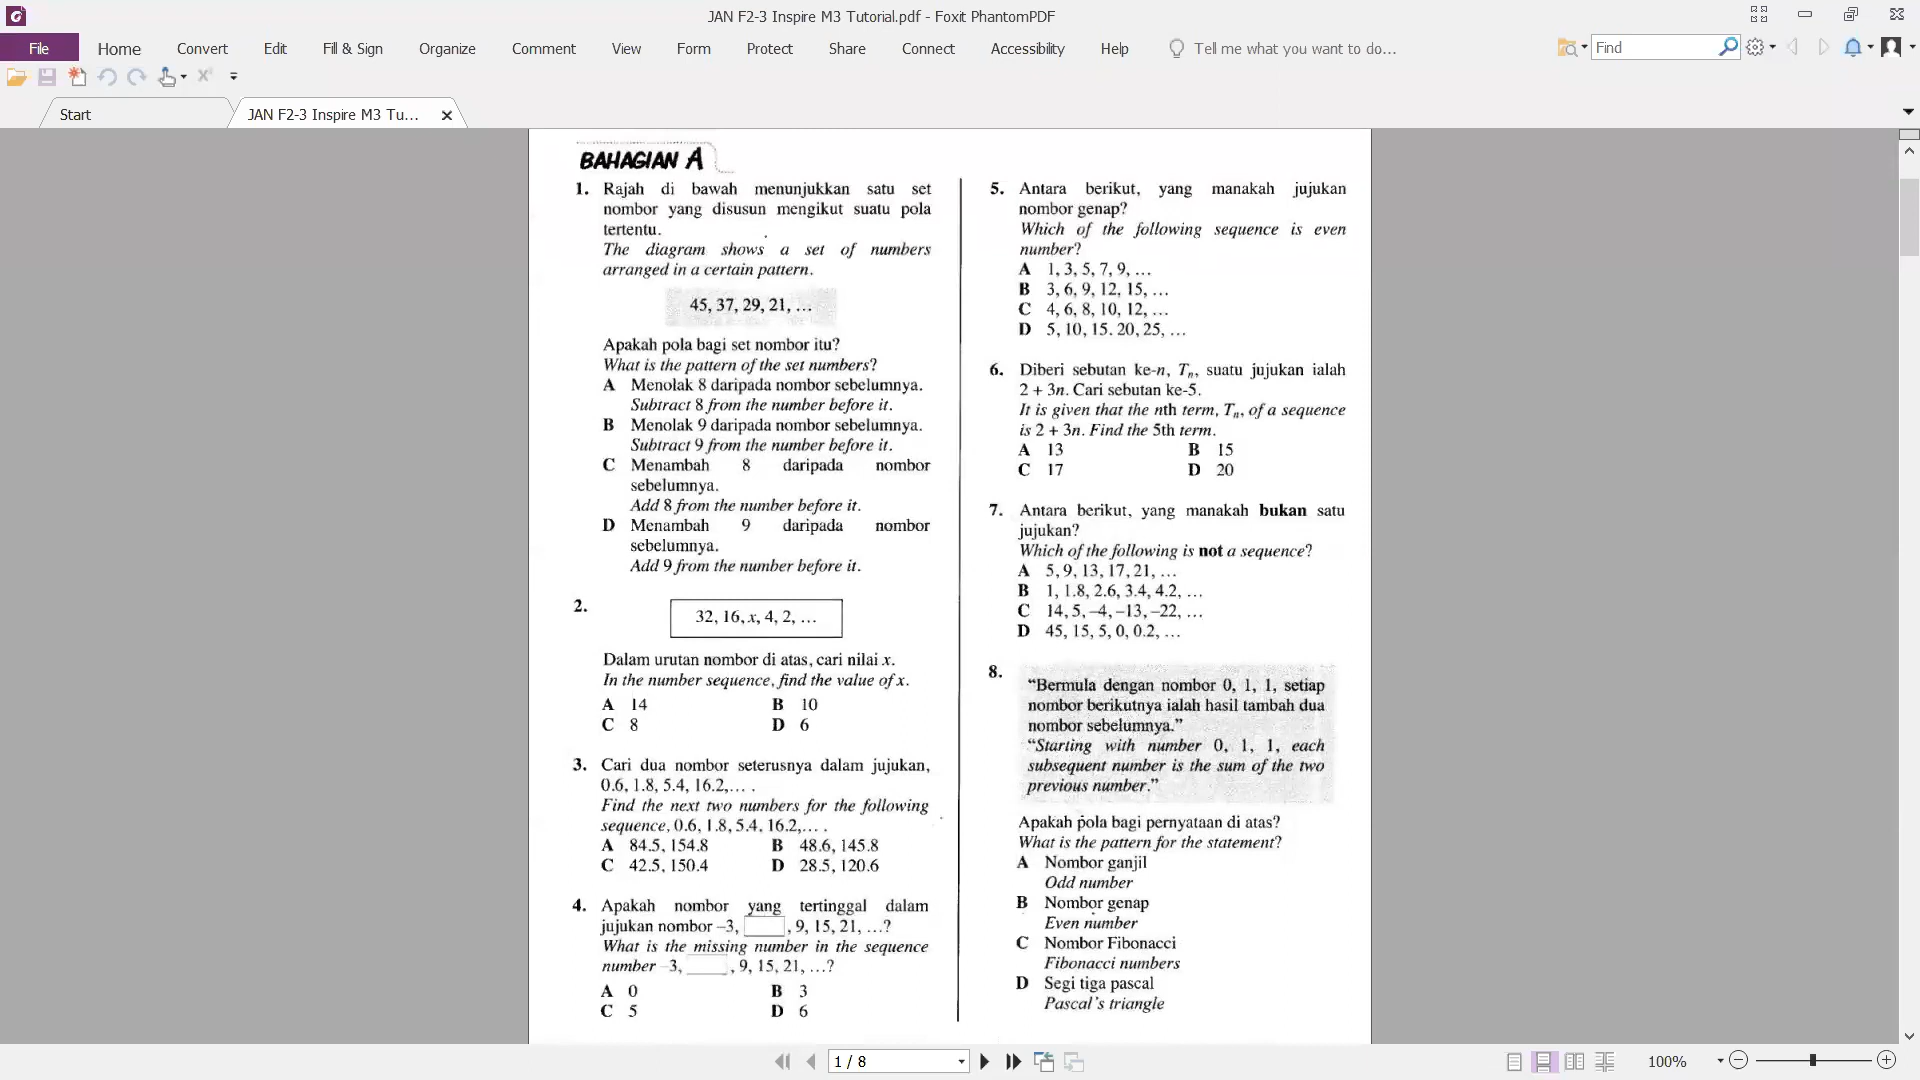 JAN F2-3 Inspire M3 Tutorial.pdf - Foxit PhantomPDF
File Home Convert Edit Fill & Sign Organize Comment View Form Protect Share Connect Accessibility Help Tell me what you want to do... Find
Start JAN F2-3 Inspire M3 Tu...
BAHAGIAN A
1. Rajah di bawah menunjukkan satu set
nombor yang disusun mengikut suatu pola
tertentu.
The diagram shows a set of numbers
arranged in a certain pattern.
45, 37, 29, 21, …
Apakah pola bagi set nombor itu?
What is the pattern of the set numbers?
A Menolak 8 daripada nombor sebelumnya.
Subtract 8 from the number before it.
B Menolak 9 daripada nombor sebelumnya.
Subtract 9 from the number before it.
C Menambah 8 daripada nombor
sebelumnya.
Add 8 from the number before it.
D Menambah 9 daripada nombor
sebelumnya.
Add 9 from the number before it.
2. 32, 16, x, 4, 2, …
Dalam urutan nombor di atas, cari nilai x.
In the number sequence, find the value of x.
A 14 B 10
C 8 D 6
3. Cari dua nombor seterusnya dalam jujukan,
0.6, 1.8, 5.4, 16.2,… .
Find the next two numbers for the following
sequence, 0.6, 1.8, 5.4, 16.2,… .
A 84.5, 154.8 B 48.6, 145.8
C 42.5, 150.4 D 28.5, 120.6
4. Apakah nombor yang tertinggal dalam
jujukan nombor –3, , 9, 15, 21, …?
What is the missing number in the sequence
number –3, , 9, 15, 21, …?
A 0 B 3
C 5 D 6
5. Antara berikut, yang manakah jujukan
nombor genap?
Which of the following sequence is even
number?
A 1, 3, 5, 7, 9, …
B 3, 6, 9, 12, 15, …
C 4, 6, 8, 10, 12, …
D 5, 10, 15. 20, 25, …
6. Diberi sebutan ke-n, Tn, suatu jujukan ialah
2 + 3n. Cari sebutan ke-5.
It is given that the nth term, Tn, of a sequence
is 2 + 3n. Find the 5th term.
A 13 B 15
C 17 D 20
7. Antara berikut, yang manakah bukan satu
jujukan?
Which of the following is not a sequence?
A 5, 9, 13, 17, 21, …
B 1, 1.8, 2.6, 3.4, 4.2, …
C 14, 5, –4, –13, –22, …
D 45, 15, 5, 0, 0.2, …
8. “Bermula dengan nombor 0, 1, 1, setiap
nombor berikutnya ialah hasil tambah dua
nombor sebelumnya.”
“Starting with number 0, 1, 1, each
subsequent number is the sum of the two
previous number.”
Apakah pola bagi pernyataan di atas?
What is the pattern for the statement?
A Nombor ganjil
Odd number
B Nombor genap
Even number
C Nombor Fibonacci
Fibonacci numbers
D Segi tiga pascal
Pascal's triangle
1 / 8 100%